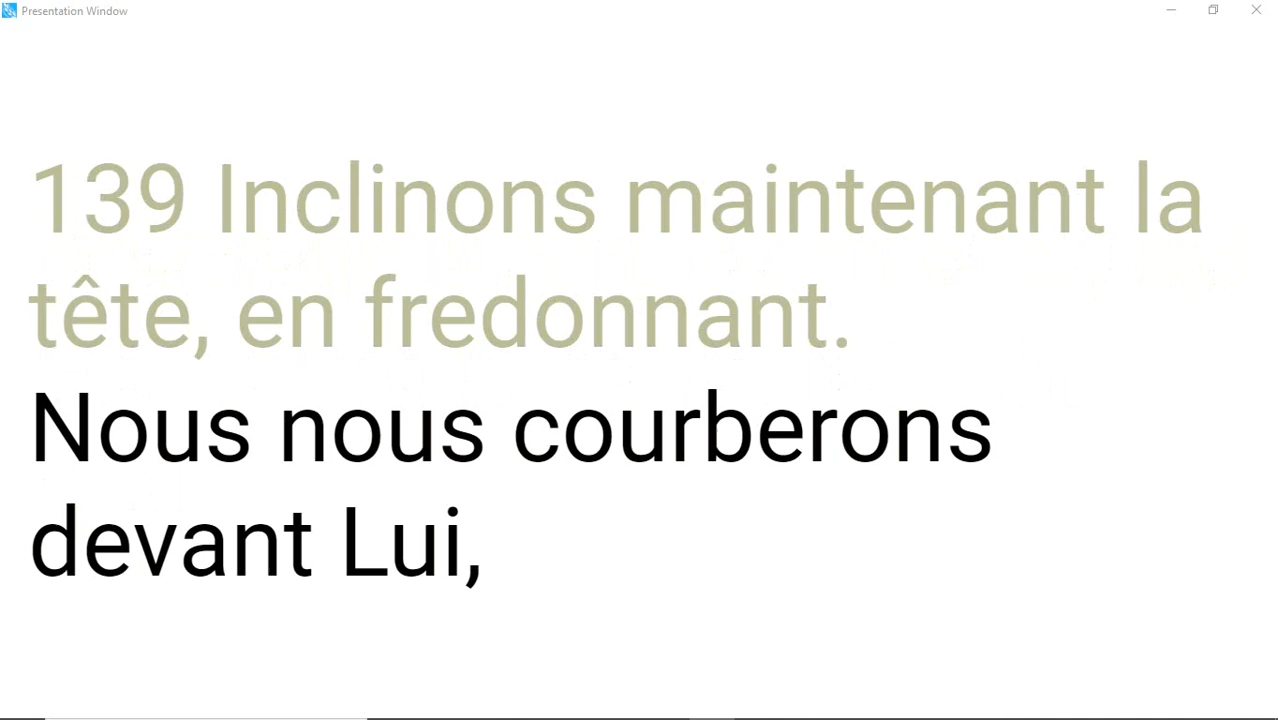 Presentation Window
139 Inclinons maintenant la
tête, en fredonnant.
Nous nous courberons
devant Lui,